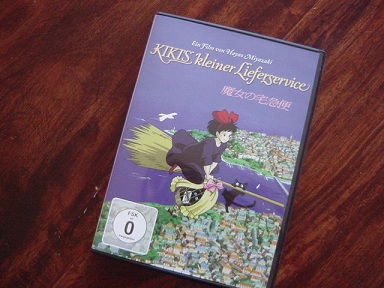 Ein Film von Hayao Miyazaki
KIKIS kleiner Lieferservice
魔女の宅急便
FSK
0